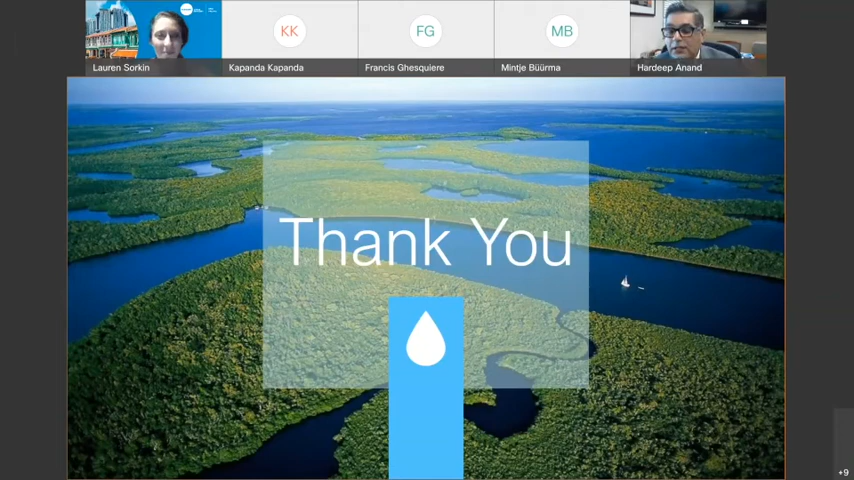 KK
FG
MB
Lauren Sorkin
Kapanda Kapanda
Francis Ghesquiere
Mintje Büürma
Hardeep Anand
Thank You
+9